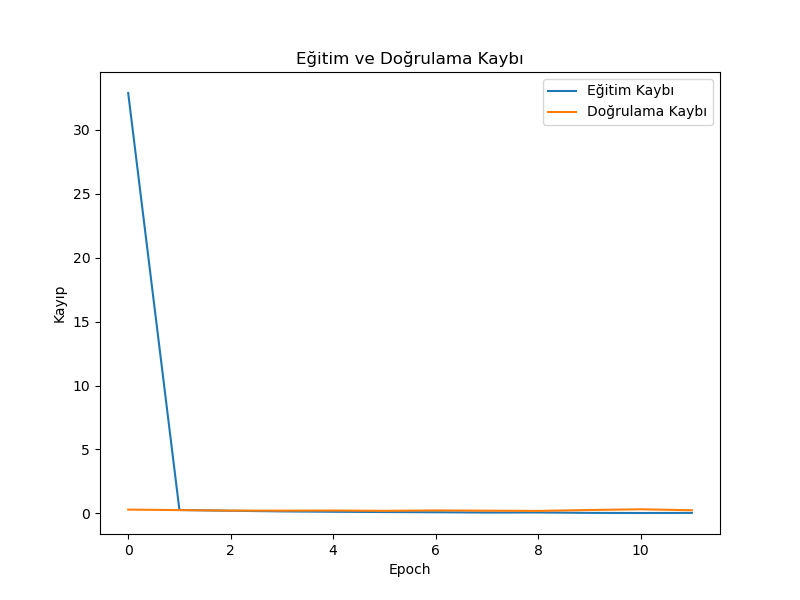 Eğitim ve Doğrulama Kaybı
Eğitim Kaybı
Doğrulama Kaybı
30
25
20
15
10
5
0
Kayıp
0 2 4 6 8 10
Epoch